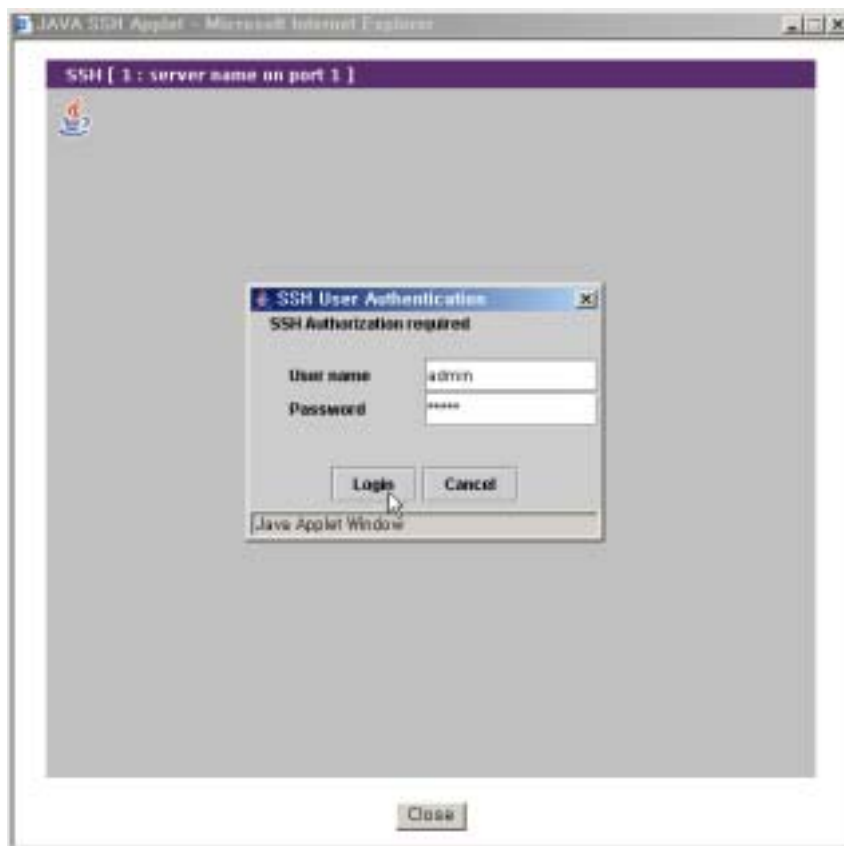 JAVA SSH Applet - Microsoft Internet Explorer
SSH [ 1 : server name on port 1 ]
SSH User Authentication
SSH Authorization required
User name
admin
Password
*****
Login
Cancel
Java Applet Window
Close